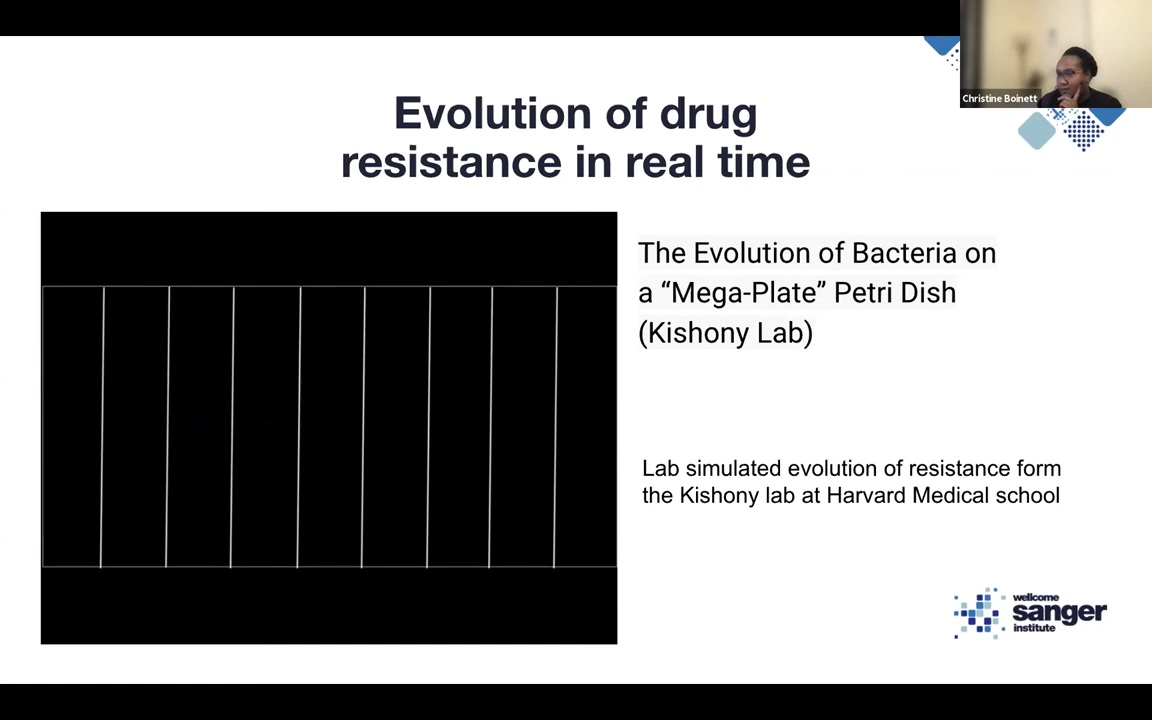 Christine Boinett
Evolution of drug
resistance in real time
The Evolution of Bacteria on
a “Mega-Plate” Petri Dish
(Kishony Lab)
Lab simulated evolution of resistance form
the Kishony lab at Harvard Medical school
wellcome
sanger
institute